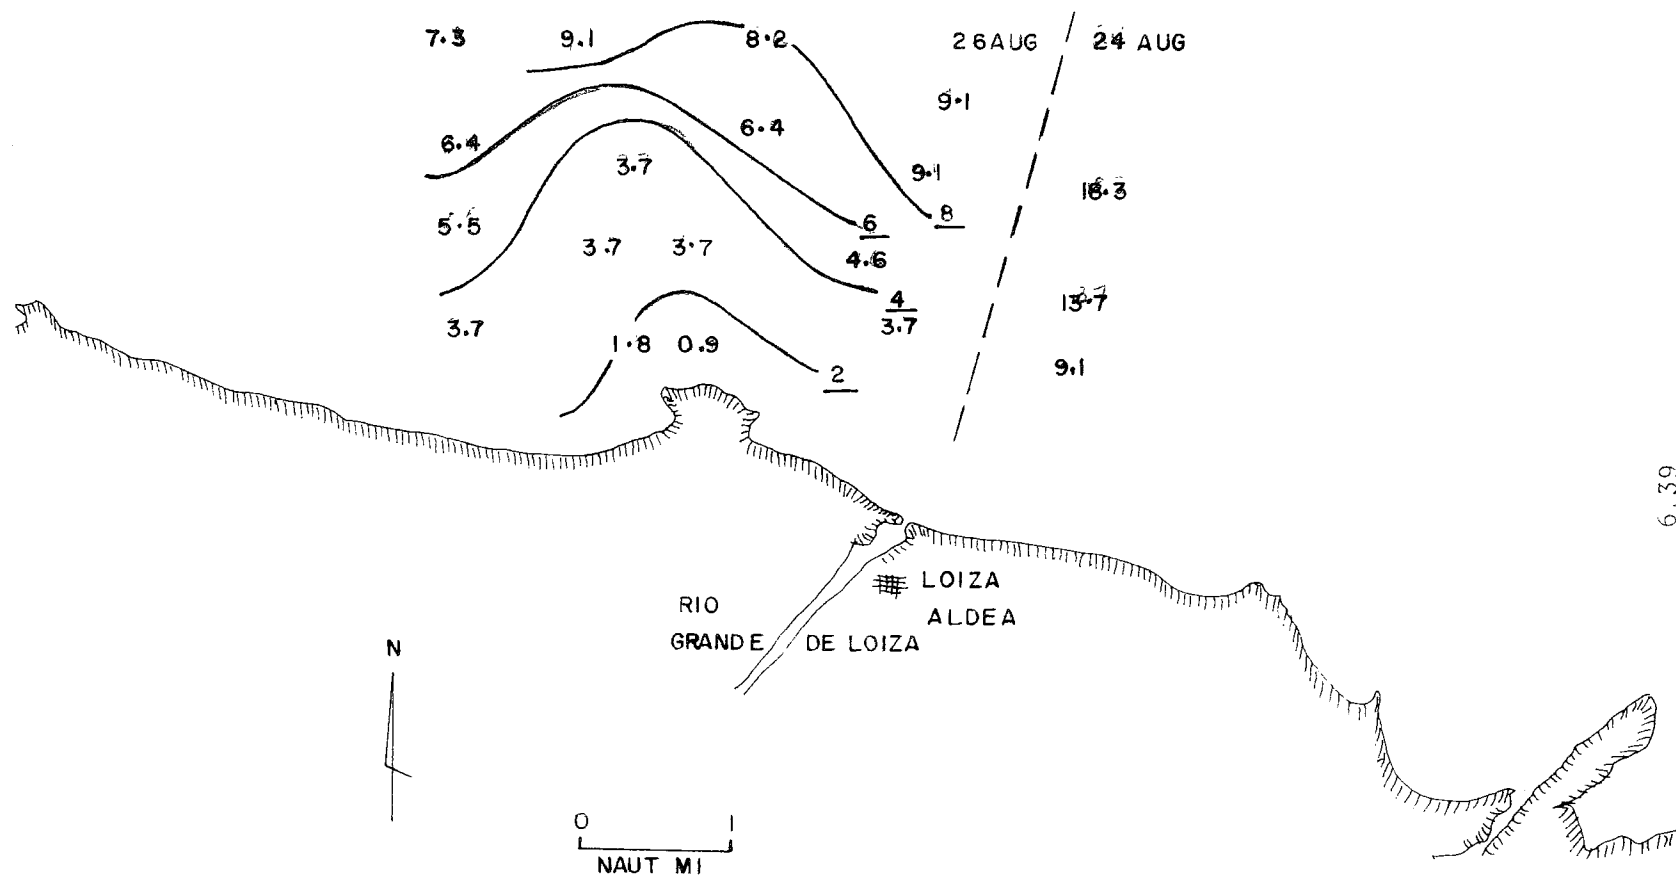 7.3 9.1 8.2 26 AUG 24 AUG
9.1
6.4 6.4
3.7 9.1
18.3
5.5 6 8
3.7 3.7 4.6
4 13.7
3.7 3.7
1.8 0.9 9.1
2
6.39
LOIZA
RIO ALDEA
GRANDE DE LOIZA
N
0 1
NAUT MI